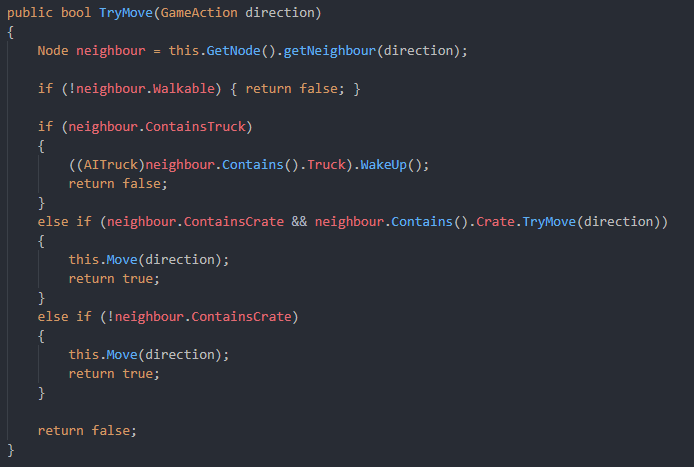 public bool TryMove(GameAction direction)
{
    Node neighbour = this.GetNode().getNeighbour(direction);

    if (!neighbour.Walkable) { return false; }

    if (neighbour.ContainsTruck)
    {
        ((AITruck)neighbour.Contains().Truck).WakeUp();
        return false;
    }
    else if (neighbour.ContainsCrate && neighbour.Contains().Crate.TryMove(direction))
    {
        this.Move(direction);
        return true;
    }
    else if (!neighbour.ContainsCrate)
    {
        this.Move(direction);
        return true;
    }

    return false;
}